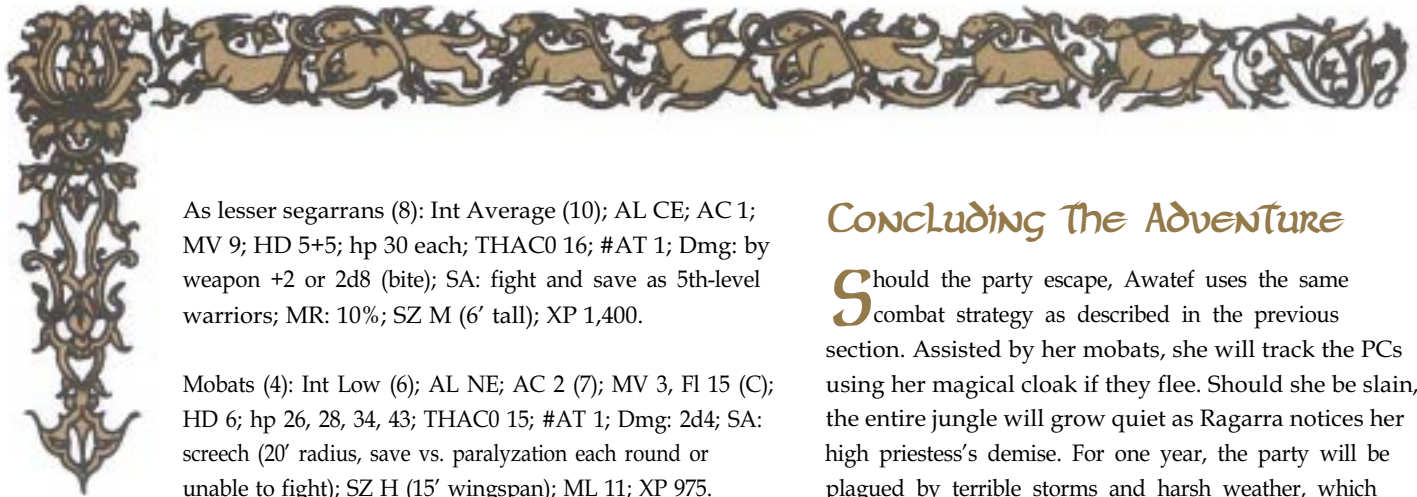 As lesser segarrans (8): Int Average (10); AL CE; AC 1;
MV 9; HD 5+5; hp 30 each; THAC0 16; #AT 1; Dmg: by
weapon +2 or 2d8 (bite); SA: fight and save as 5th-level
warriors; MR: 10%; SZ M (6′ tall); XP 1,400.
Mobats (4): Int Low (6); AL NE; AC 2 (7); MV 3, Fl 15 (C);
HD 6; hp 26, 28, 34, 43; THAC0 15; #AT 1; Dmg: 2d4; SA:
screech (20′ radius, save vs. paralyzation each round or
unable to fight); SZ H (15′ wingspan); ML 11; XP 975.
Concluding The Adventure
Should the party escape, Awatef uses the same
combat strategy as described in the previous
section. Assisted by her mobats, she will track the PCs
using her magical cloak if they flee. Should she be slain,
the entire jungle will grow quiet as Ragarra notices her
high priestess's demise. For one year, the party will be
plagued by terrible storms and harsh weather, which